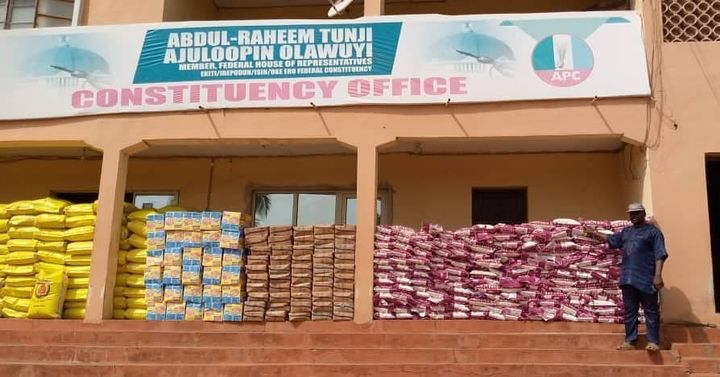 ABDUL-RAHEEM TUNJI
AJULOOPIN OLAWUYI
MEMBER, FEDERAL HOUSE OF REPRESENTATIVES
EKITI/IREPODUN/ISIN/OKE ERO FEDERAL CONSTITUENCY
CONSTITUENCY OFFICE
APC